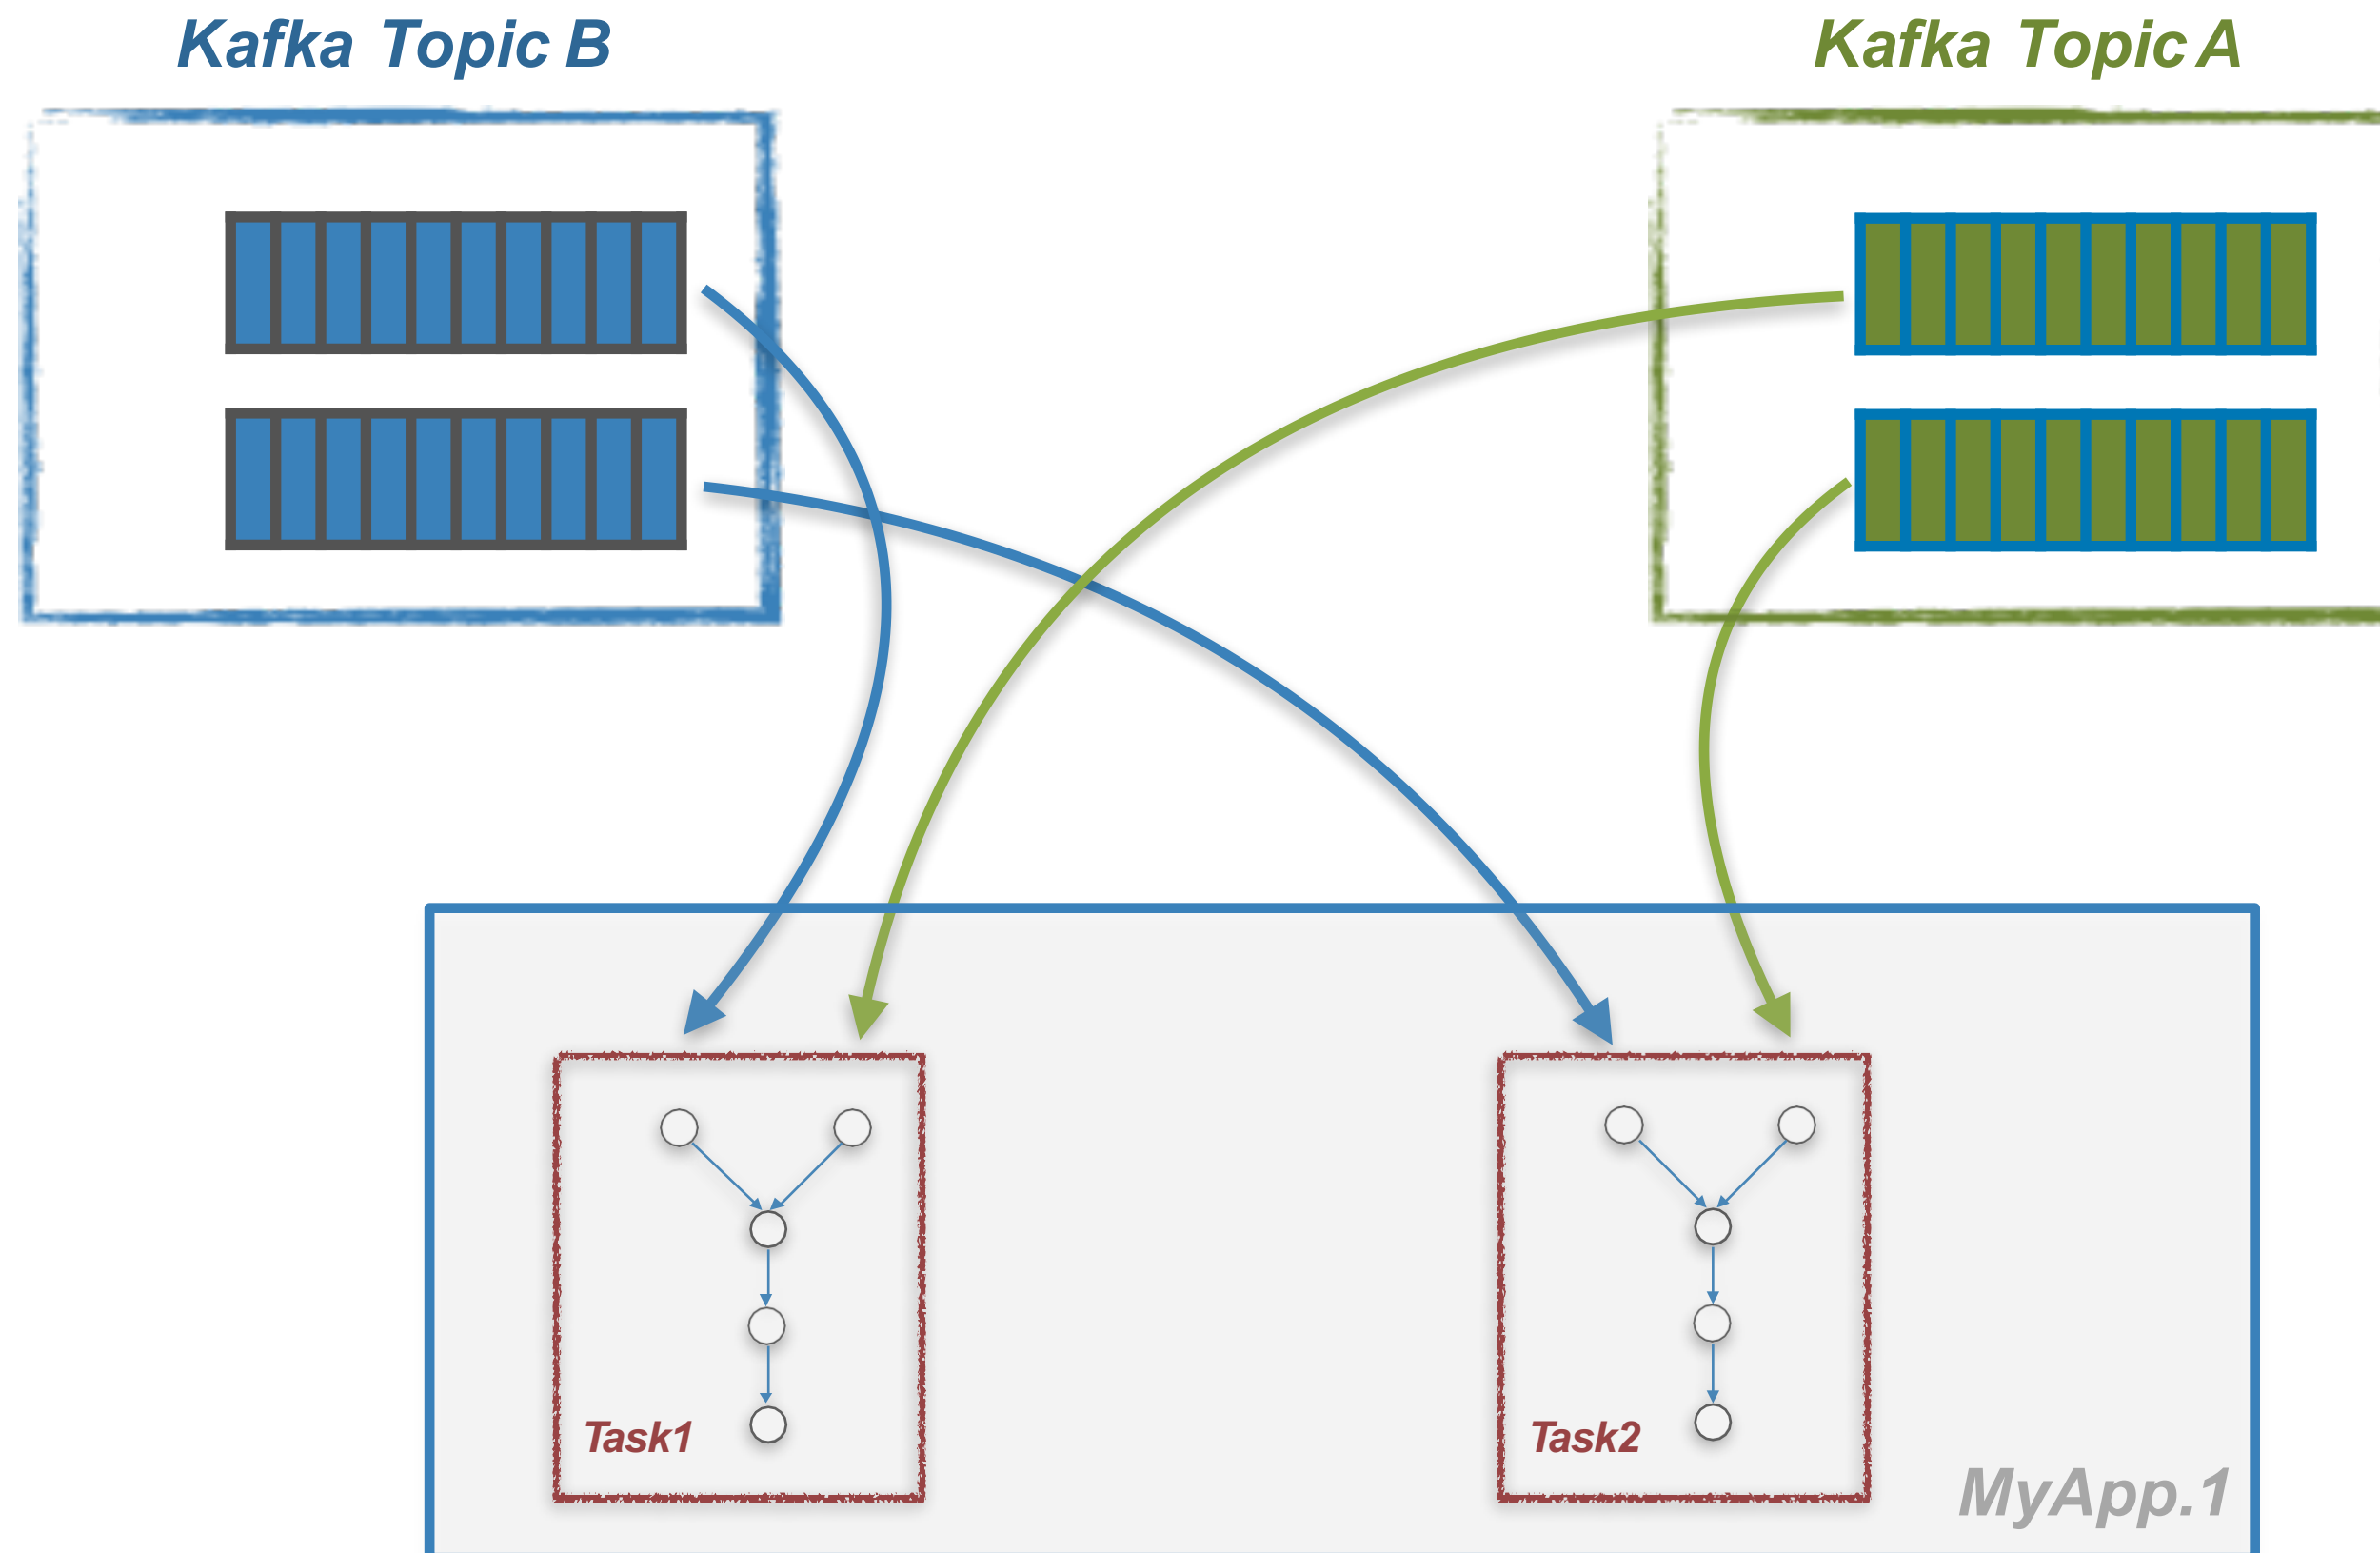 Kafka Topic B
Kafka Topic A
Task1
Task2
MyApp.1